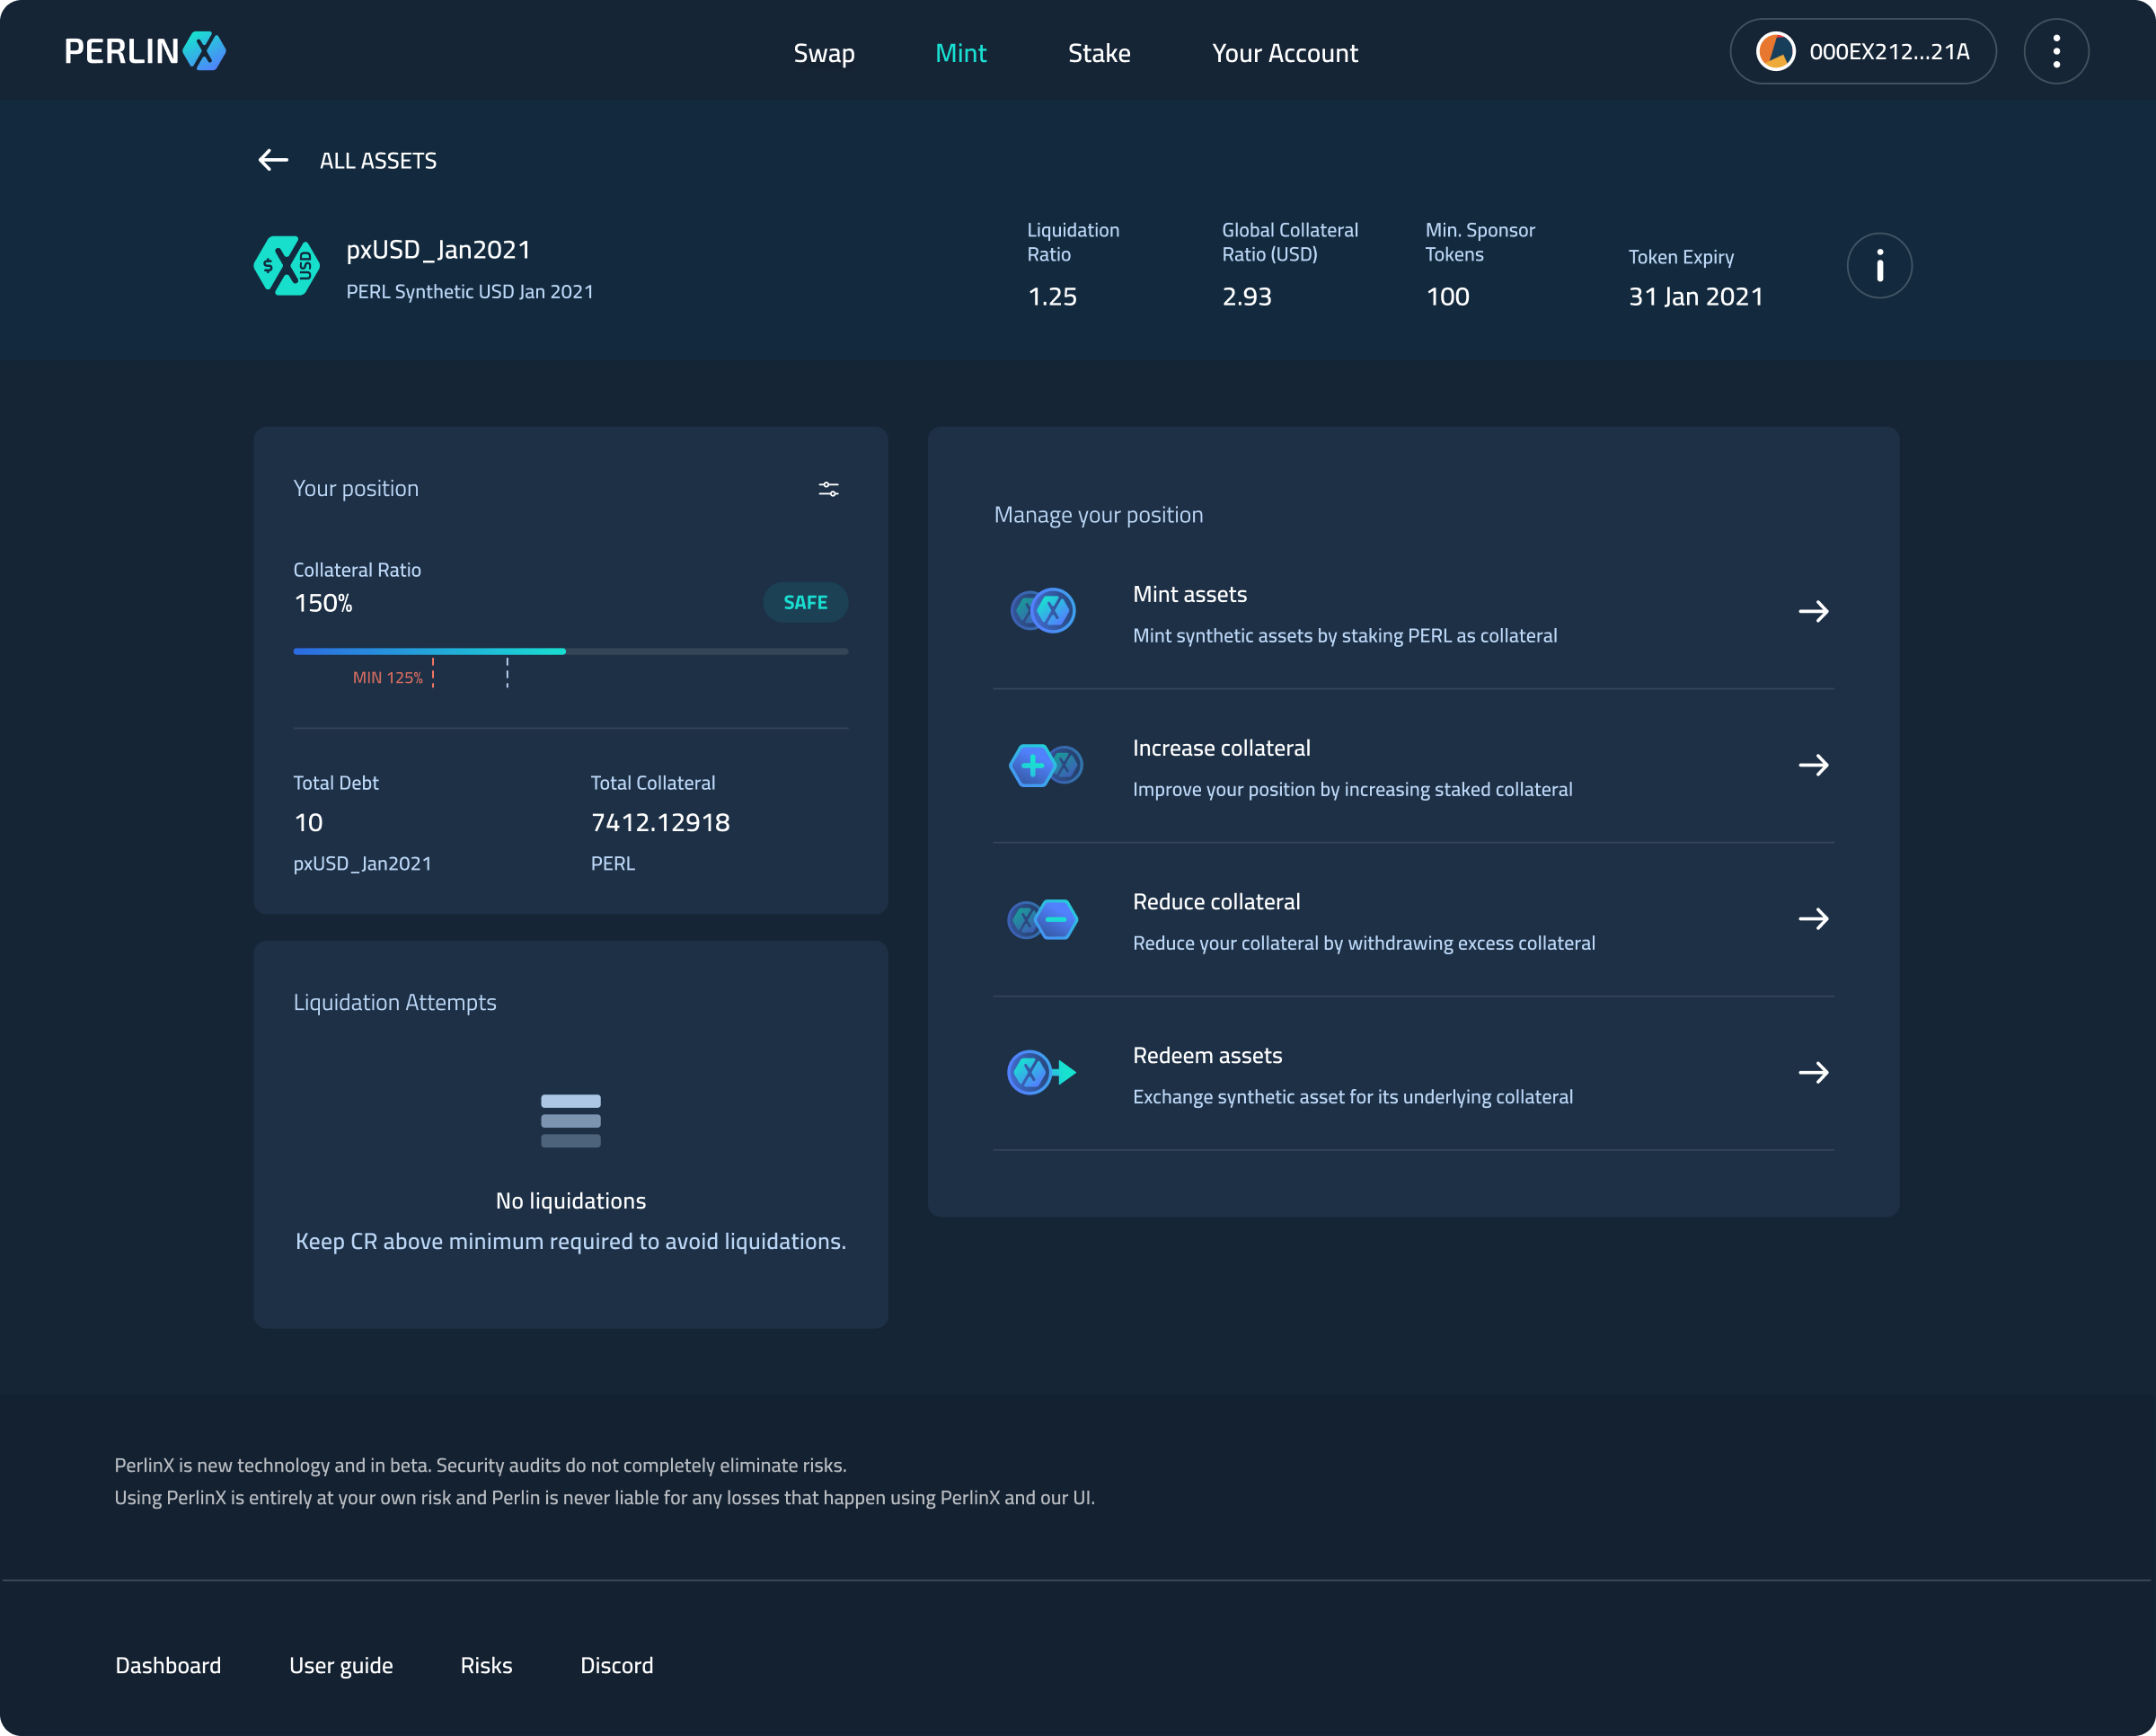 PERLINX
Swap
Mint
Stake
Your Account
000EX212...21A
ALL ASSETS
pxUSD_Jan2021
PERL Synthetic USD Jan 2021
$
USD
Liquidation
Ratio
1.25
Global Collateral
Ratio (USD)
2.93
Min. Sponsor
Tokens
100
Token Expiry
31 Jan 2021
Your position
Collateral Ratio
150%
SAFE
MIN 125%
Total Debt
10
pxUSD_Jan2021
Total Collateral
7412.12918
PERL
Liquidation Attempts
No liquidations
Keep CR above minimum required to avoid liquidations.
Manage your position
Mint assets
Mint synthetic assets by staking PERL as collateral
Increase collateral
Improve your position by increasing staked collateral
Reduce collateral
Reduce your collateral by withdrawing excess collateral
Redeem assets
Exchange synthetic asset for its underlying collateral
PerlinX is new technology and in beta. Security audits do not completely eliminate risks.
Using PerlinX is entirely at your own risk and Perlin is never liable for any losses that happen using PerlinX and our UI.
Dashboard
User guide
Risks
Discord